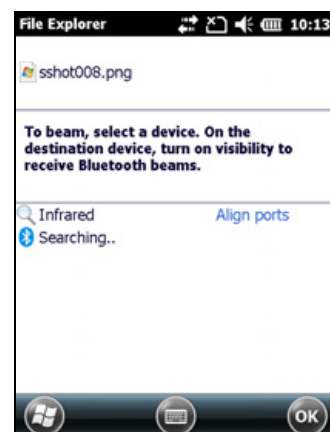 File Explorer 10:13
sshot008.png
To beam, select a device. On the
destination device, turn on visibility to
receive Bluetooth beams.
Infrared Align ports
Searching..
OK